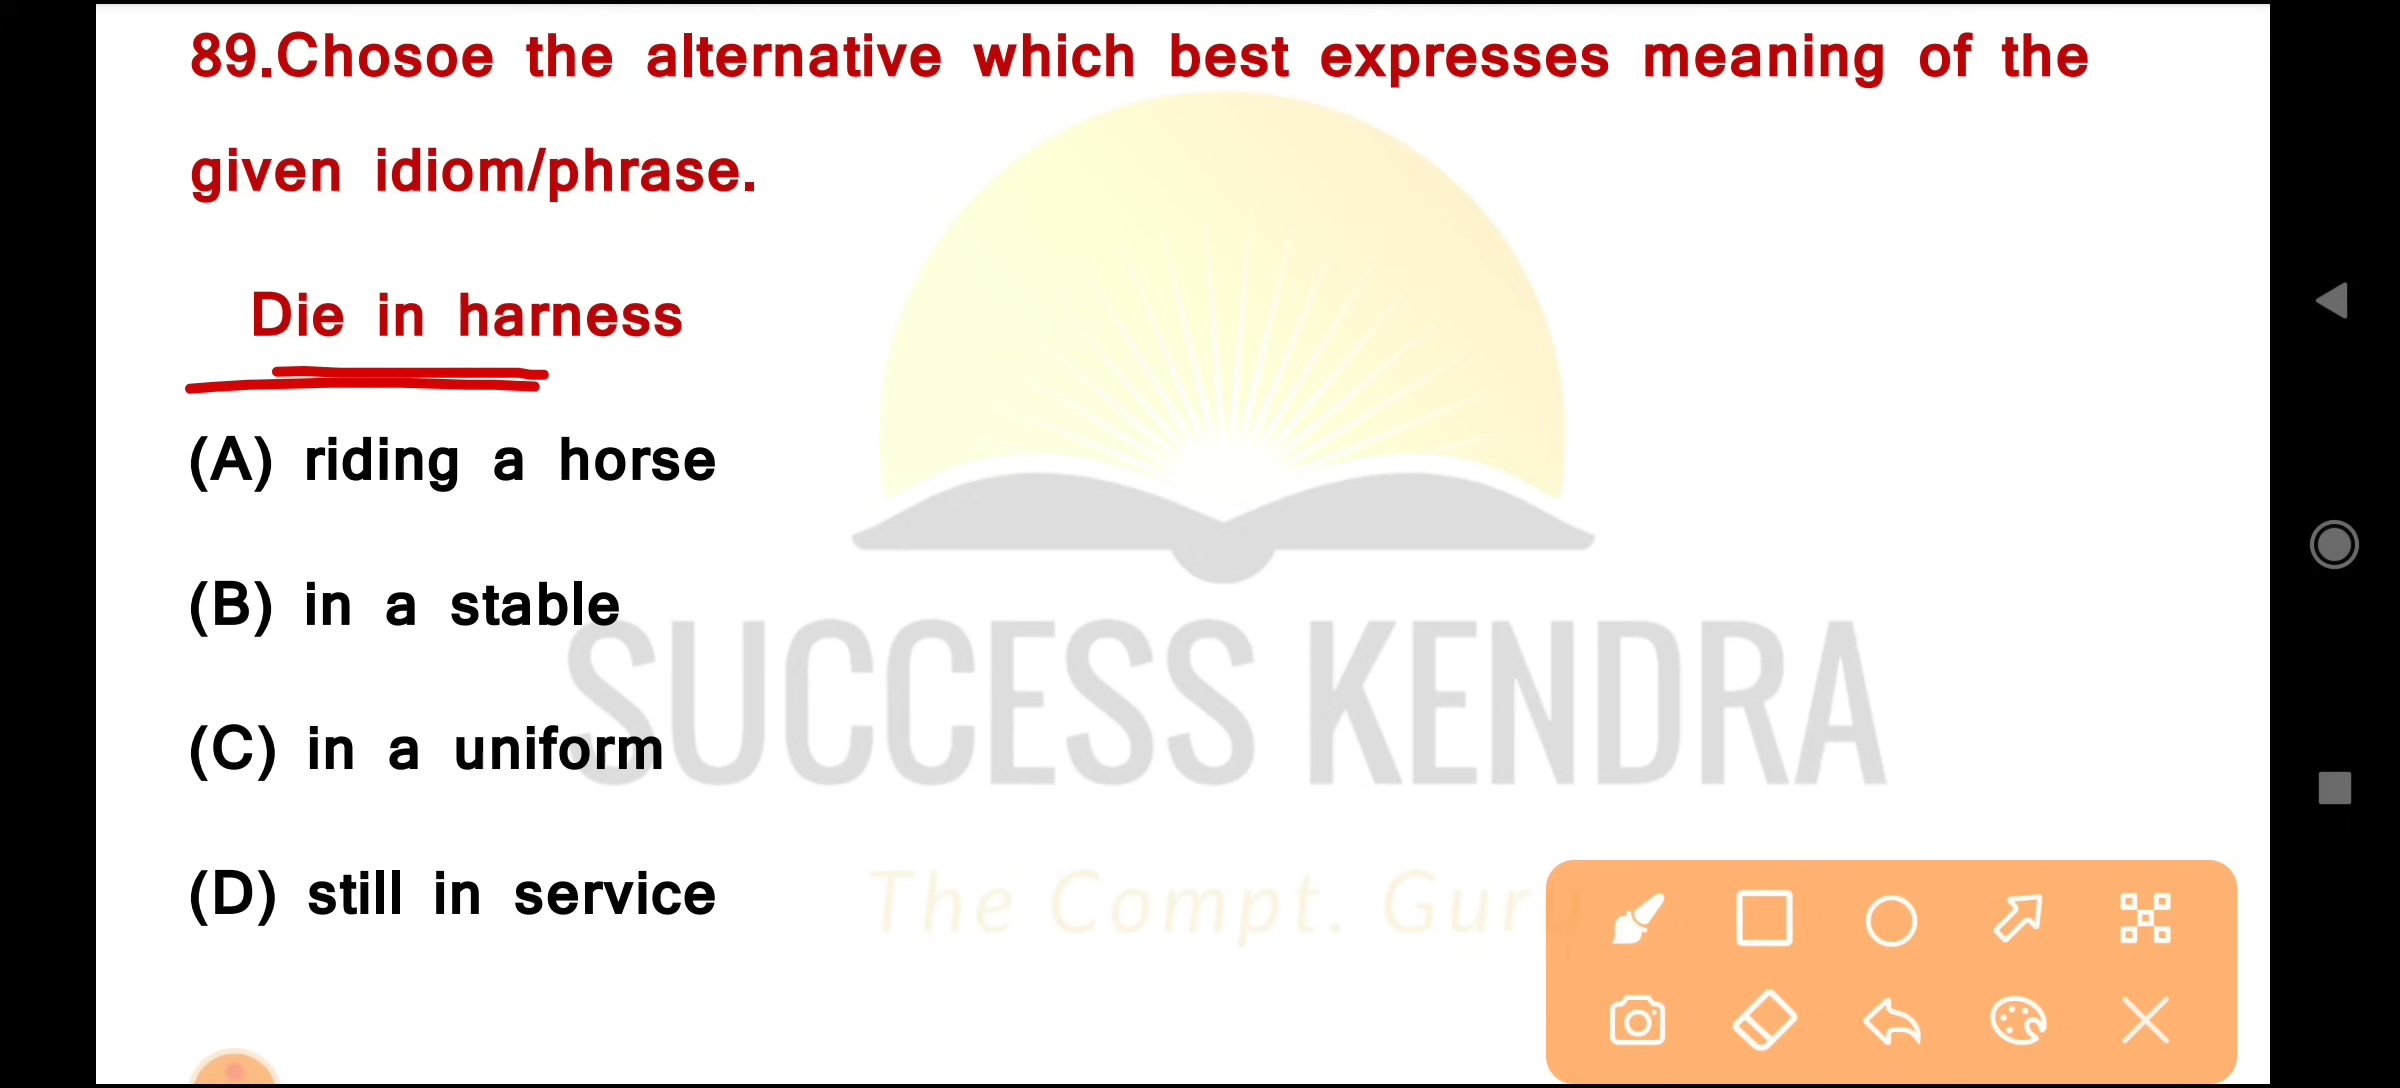 89.Chosoe the alternative which best expresses meaning of the
given idiom/phrase.
Die in harness
(A) riding a horse
(B) in a stable
(C) in a uniform
(D) still in service
SUCCESS KENDRA
The Compt. Guru